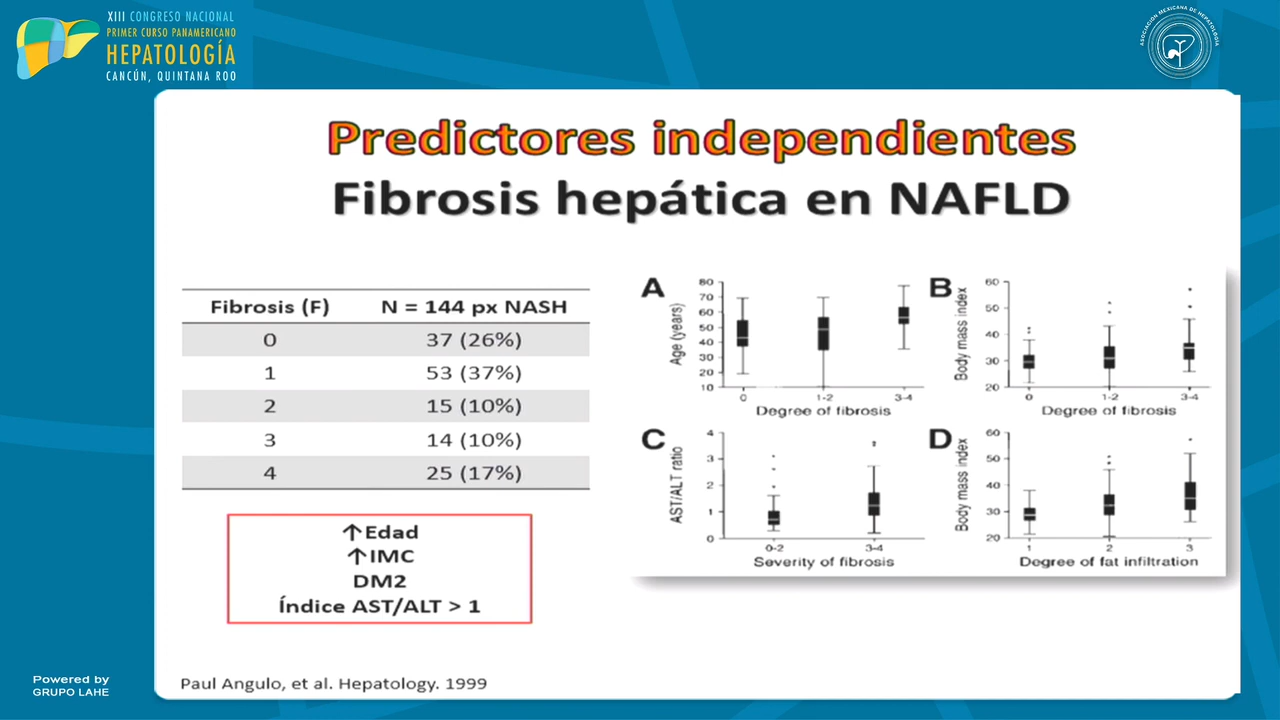 XIII CONGRESO NACIONAL
PRIMER CURSO PANAMERICANO
HEPATOLOGÍA
CANCÚN, QUINTANA ROO
ASOCIACIÓN MEXICANA DE HEPATOLOGÍA
Predictores independientes
Fibrosis hepática en NAFLD
Fibrosis (F) N = 144 px NASH
0 37 (26%)
1 53 (37%)
2 15 (10%)
3 14 (10%)
4 25 (17%)
↑Edad
↑IMC
DM2
Índice AST/ALT > 1
A
Age (years)
80
70
60
50
40
30
20
10
0 1-2 3-4
Degree of fibrosis
B
Body mass index
60
50
40
30
20
0 1-2 3-4
Degree of fibrosis
C
AST/ALT ratio
4
3
2
1
0
0-2 3-4
Severity of fibrosis
D
Body mass index
60
50
40
30
20
1 2 3
Degree of fat infiltration
Paul Angulo, et al. Hepatology. 1999
Powered by
GRUPO LAHE